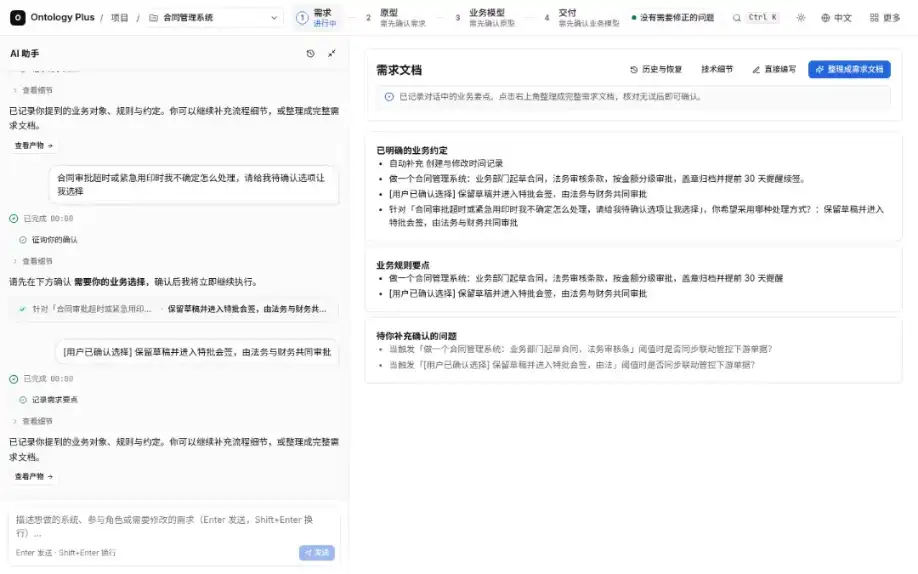 Ontology Plus / 项目 / 合同管理系统
1 需求 进行中
2 原型 需先确认需求
3 业务模型 需先确认原型
4 交付 需先确认业务模型
没有需要修正的问题
Ctrl K
中文
更多
AI 助手
查看细节
已记录你提到的业务对象、规则与约定。你可以继续补充流程细节，或整理成完整
需求文档。
查看产物 →
合同审批超时或紧急用印时我不确定怎么处理，请给我待确认选项让
我选择
已完成 00:00
征询你的确认
查看细节
请先在下方确认 需要你的业务选择，确认后我将立即继续执行。
针对「合同审批超时或紧急用印... · 保留草稿并进入特批会签，由法务与财务共...
[用户已确认选择] 保留草稿并进入特批会签，由法务与财务共同审批
已完成 00:00
记录需求要点
查看细节
已记录你提到的业务对象、规则与约定。你可以继续补充流程细节，或整理成完整
需求文档。
查看产物 →
描述想做的系统、参与角色或需要修改的需求（Enter 发送，Shift+Enter 换
行）...
Enter 发送 · Shift+Enter 换行
发送
需求文档
历史与恢复
技术细节
直接编写
整理成需求文档
已记录对话中的业务要点。点击右上角整理成完整需求文档，核对无误后即可确认。
已明确的业务约定
• 自动补充 创建与修改时间记录
• 做一个合同管理系统：业务部门起草合同，法务审核条款，按金额分级审批，盖章归档并提前 30 天提醒续签。
• [用户已确认选择] 保留草稿并进入特批会签，由法务与财务共同审批
• 针对「合同审批超时或紧急用印时我不确定怎么处理，请给我待确认选项让我选择」，你希望采用哪种处理方式？：保留草稿并进
入特批会签，由法务与财务共同审批
业务规则要点
• 做一个合同管理系统：业务部门起草合同，法务审核条款，按金额分级审批，盖章归档并提前 30 天提醒
• [用户已确认选择] 保留草稿并进入特批会签，由法务与财务共同审批
待你补充确认的问题
• 当触发「做一个合同管理系统：业务部门起草合同，法务审核条」阈值时是否同步联动管控下游单据？
• 当触发「[用户已确认选择] 保留草稿并进入特批会签，由法」阈值时是否同步联动管控下游单据？